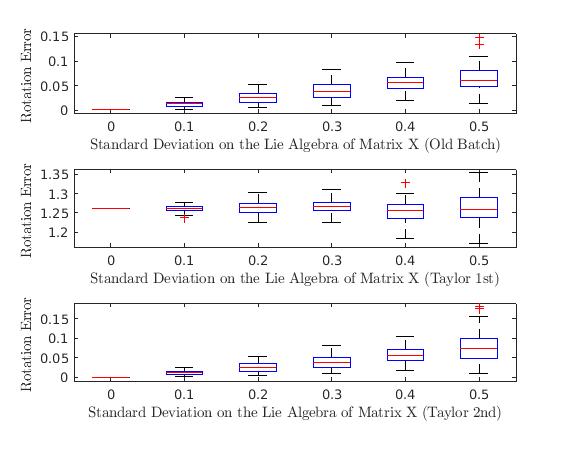 0.15
0.1
0.05
0
Rotation Error
0 0.1 0.2 0.3 0.4 0.5
Standard Deviation on the Lie Algebra of Matrix X (Old Batch)
1.35
1.3
1.25
1.2
Rotation Error
0 0.1 0.2 0.3 0.4 0.5
Standard Deviation on the Lie Algebra of Matrix X (Taylor 1st)
0.15
0.1
0.05
0
Rotation Error
0 0.1 0.2 0.3 0.4 0.5
Standard Deviation on the Lie Algebra of Matrix X (Taylor 2nd)